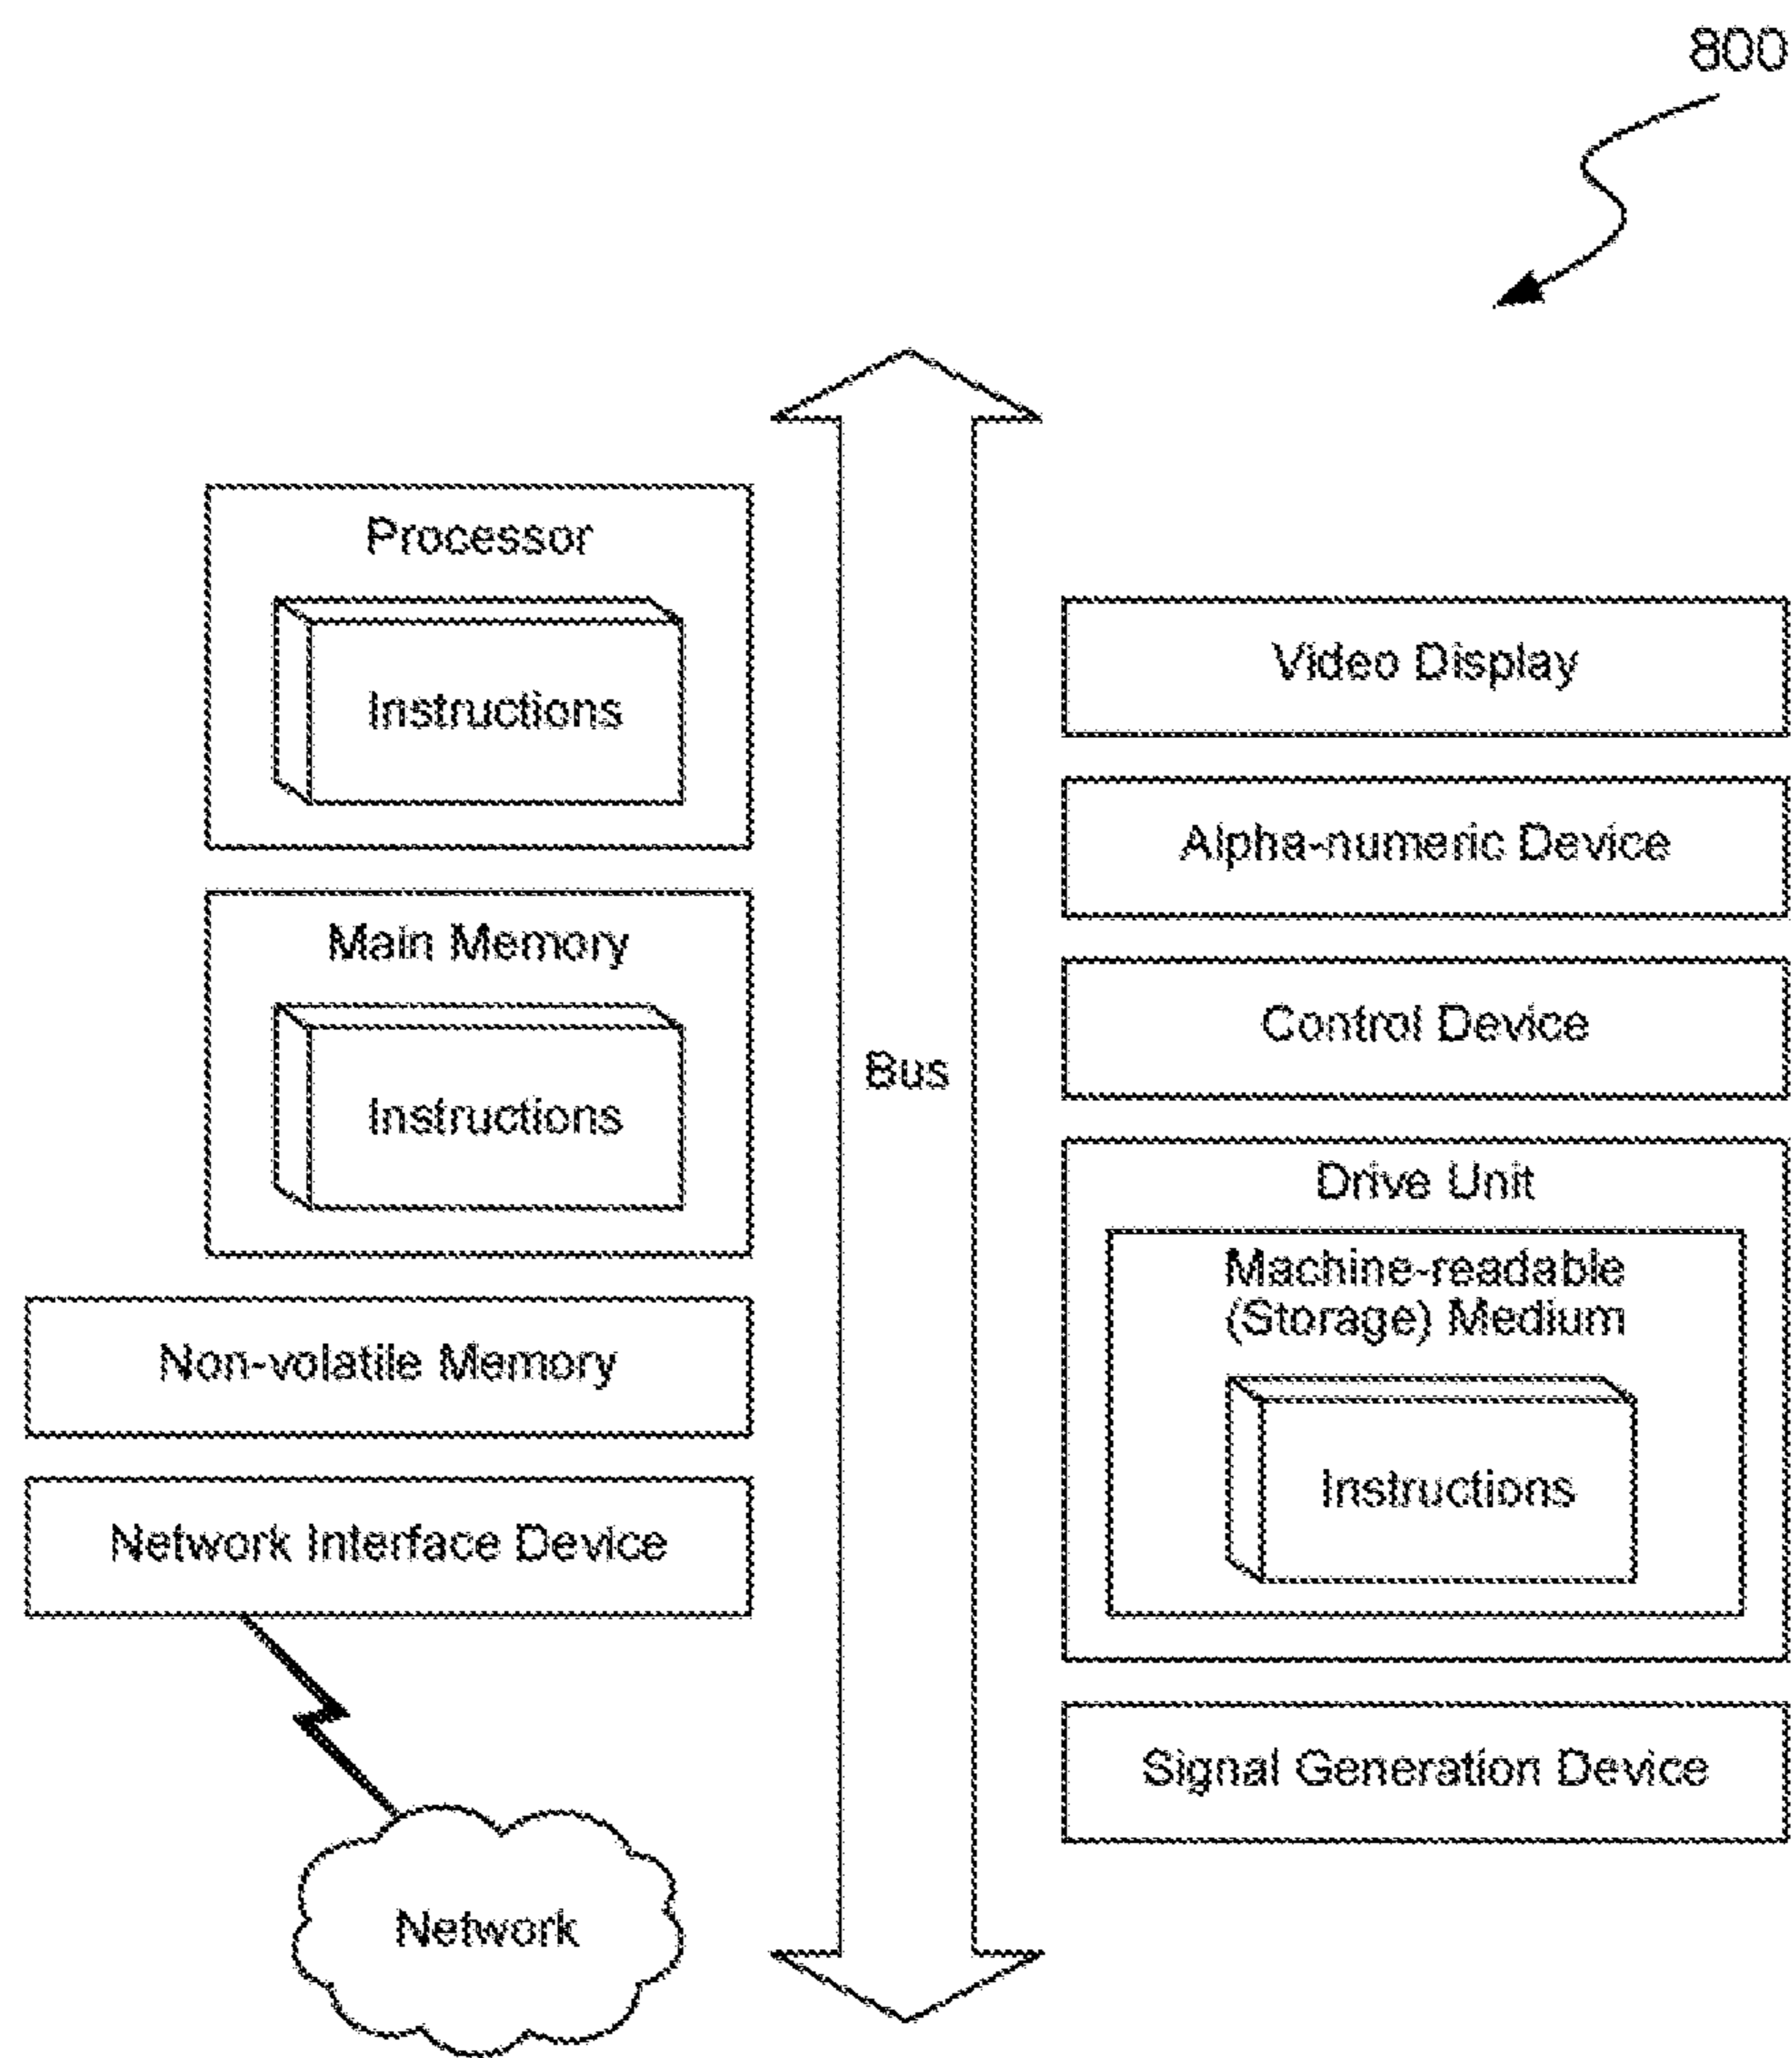 800
Processor
Instructions
Main Memory
Instructions
Non-volatile Memory
Network Interface Device
Network
Bus
Video Display
Alpha-numeric Device
Control Device
Drive Unit
Machine-readable
(Storage) Medium
Instructions
Signal Generation Device